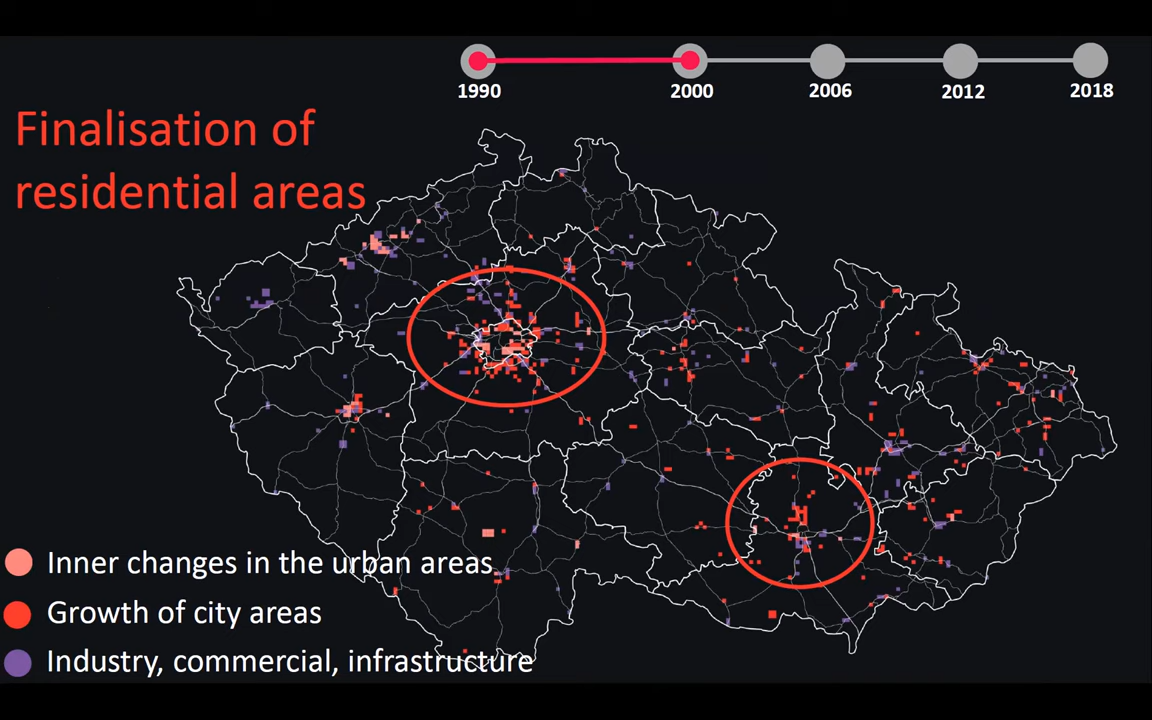 1990
2000
2006
2012
2018
Finalisation of
residential areas
Inner changes in the urban areas
Growth of city areas
Industry, commercial, infrastructure